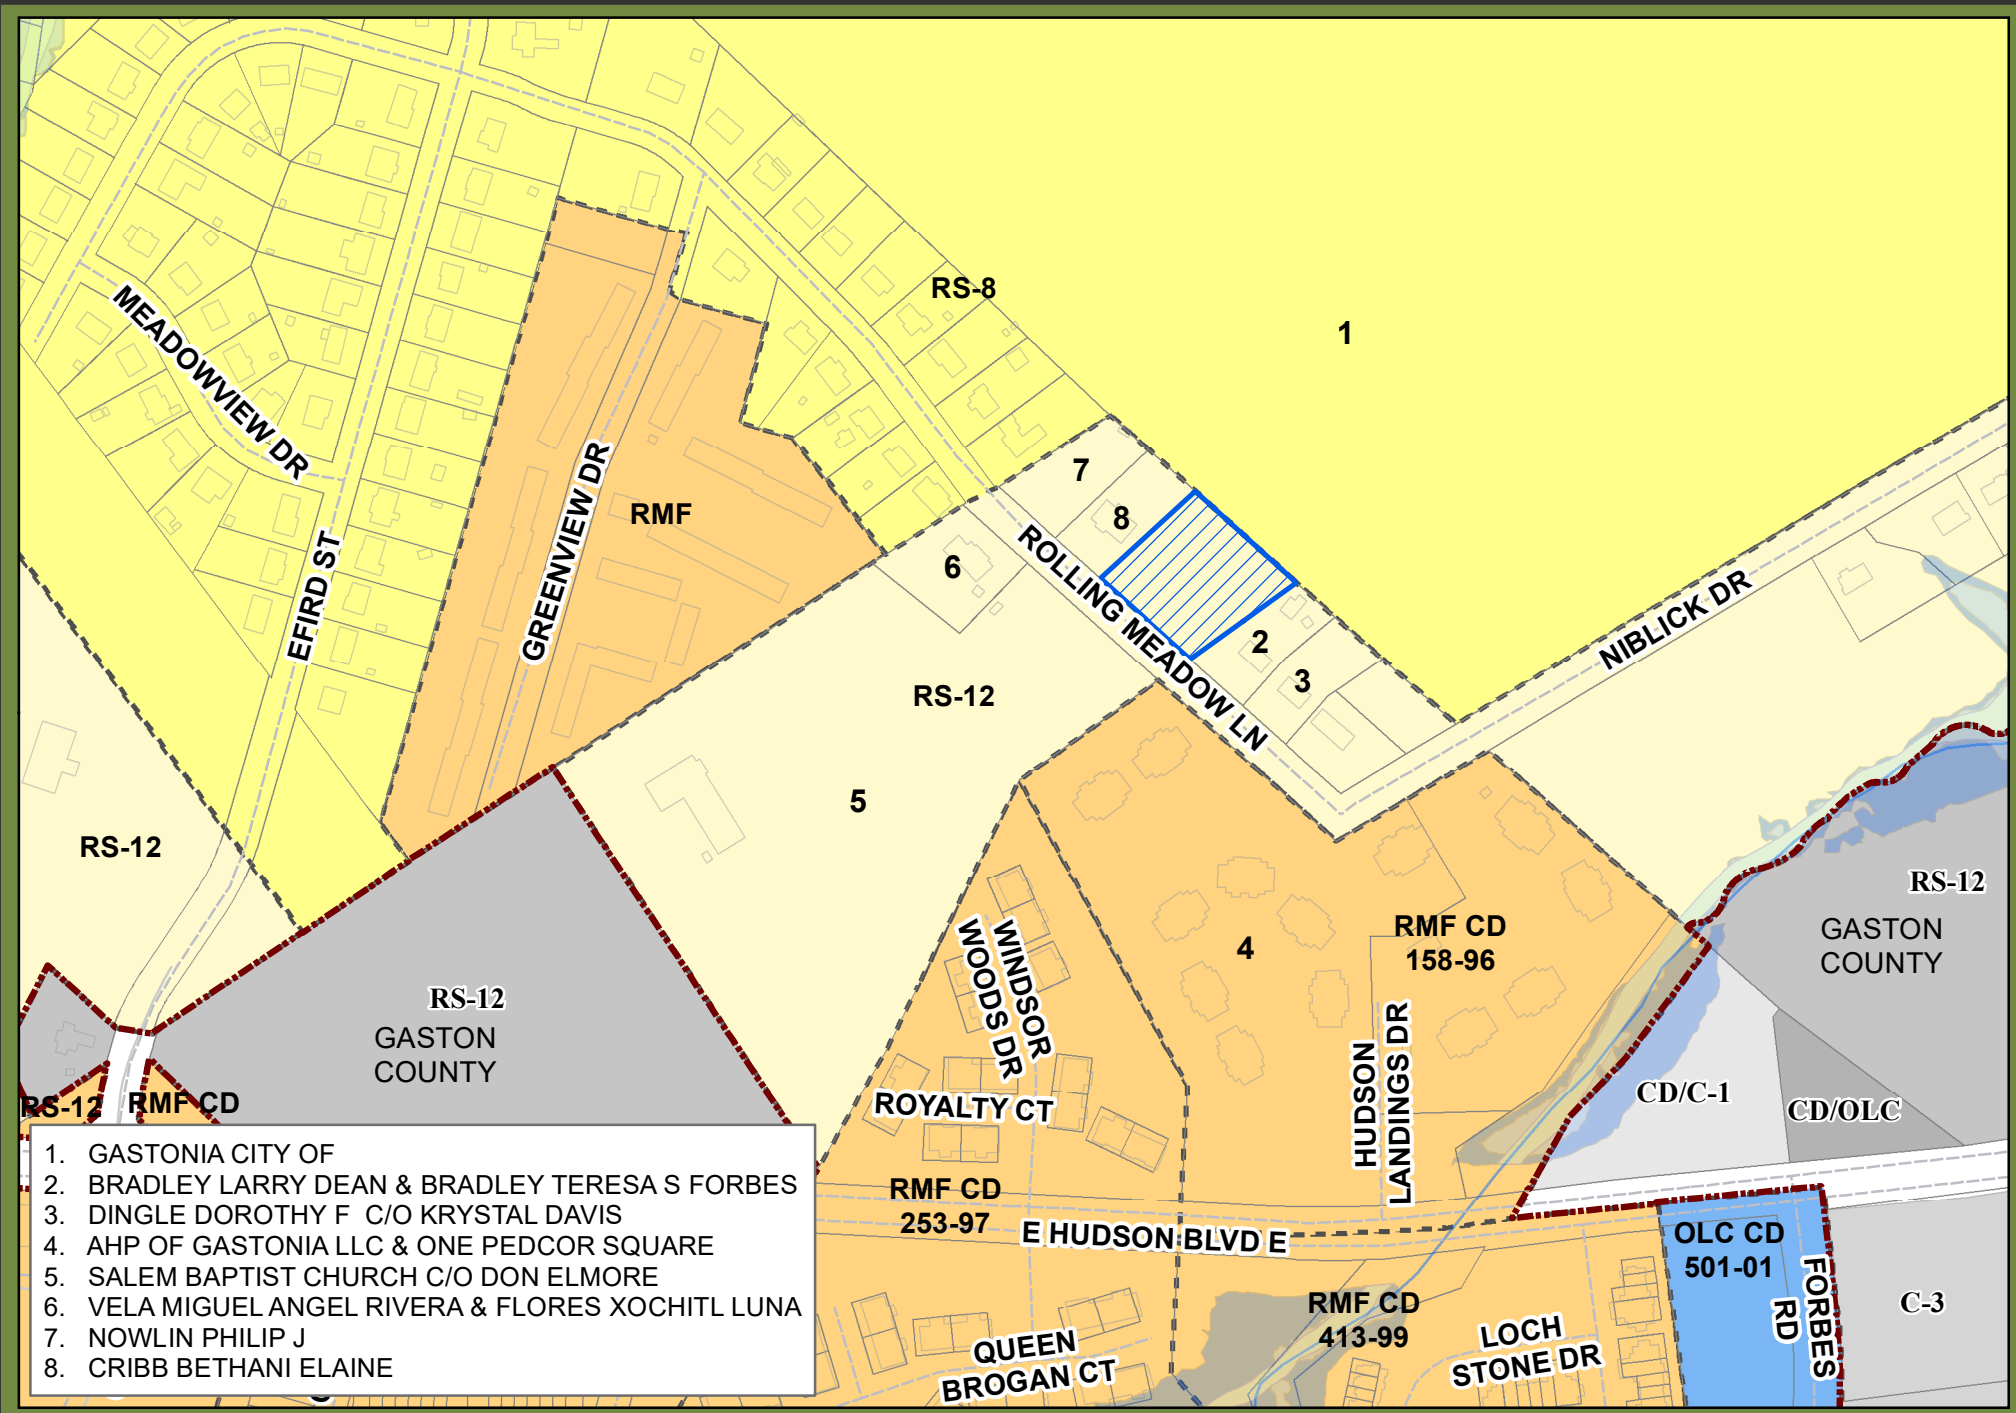 RS-8
1
MEADOWVIEW DR
7
8
RMF
GREENVIEW DR
EFIRD ST
6
ROLLING MEADOW LN
2
3
NIBLICK DR
RS-12
5
RS-12
RS-12
GASTON
COUNTY
4
RMF CD
158-96
WINDSOR
WOODS DR
RS-12
GASTON
COUNTY
HUDSON
LANDINGS DR
CD/C-1
CD/OLC
RS-12
RMF CD
ROYALTY CT
RMF CD
253-97
E HUDSON BLVD E
OLC CD
501-01
FORBES
RD
C-3
RMF CD
413-99
LOCH
STONE DR
QUEEN
BROGAN CT
1. GASTONIA CITY OF
2. BRADLEY LARRY DEAN & BRADLEY TERESA S FORBES
3. DINGLE DOROTHY F C/O KRYSTAL DAVIS
4. AHP OF GASTONIA LLC & ONE PEDCOR SQUARE
5. SALEM BAPTIST CHURCH C/O DON ELMORE
6. VELA MIGUEL ANGEL RIVERA & FLORES XOCHITL LUNA
7. NOWLIN PHILIP J
8. CRIBB BETHANI ELAINE